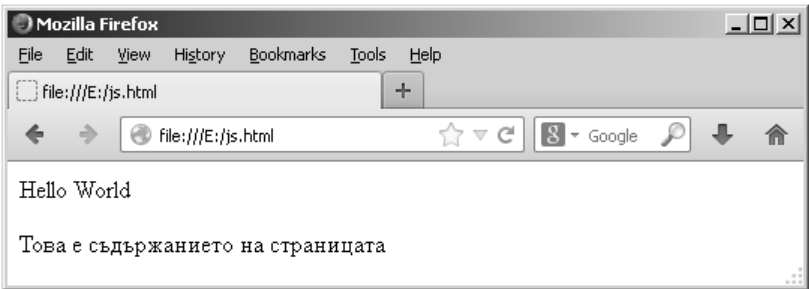 Mozilla Firefox
File Edit View History Bookmarks Tools Help
file:///E:/js.html
file:///E:/js.html 8 Google
Hello World
Това е съдържанието на страницата